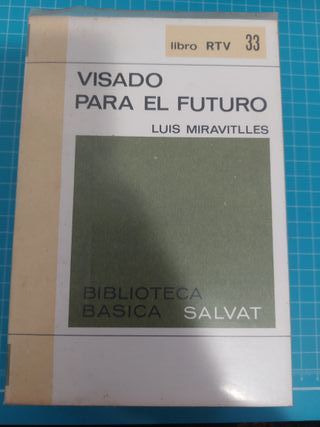 libro RTV 33
VISADO
PARA EL FUTURO
LUIS MIRAVITLLES
BIBLIOTECA
BASICA SALVAT